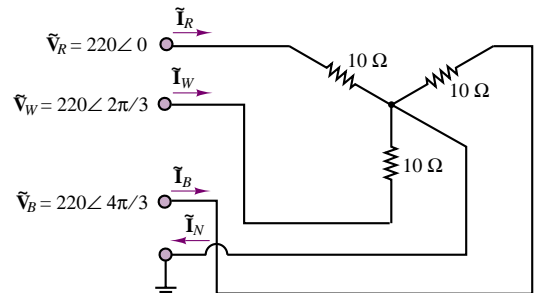 Ĩ_R
Ṽ_R = 220∠ 0
10 Ω
10 Ω
Ĩ_W
Ṽ_W = 220∠ 2π/3
10 Ω
Ĩ_B
Ṽ_B = 220∠ 4π/3
Ĩ_N